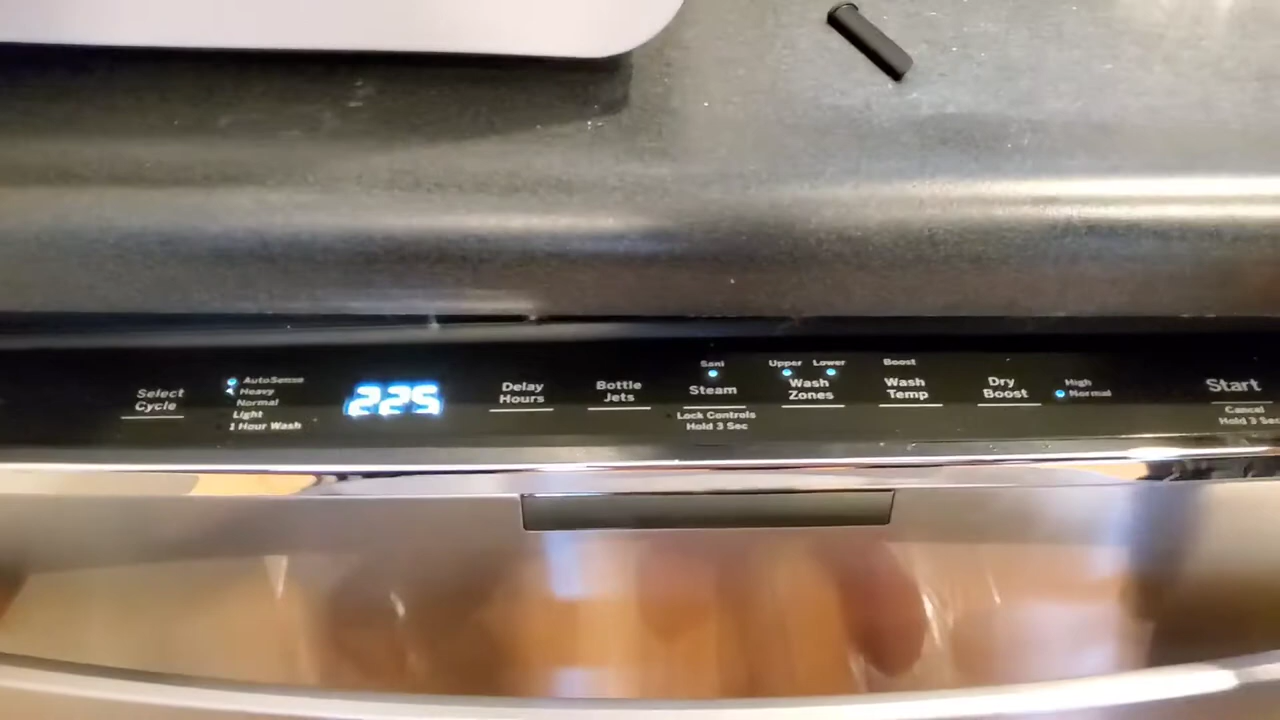 Select
Cycle
AutoSense
Heavy
Normal
Light
1 Hour Wash
225
Delay
Hours
Bottle
Jets
Sani
Steam
Lock Controls
Hold 3 Sec
Upper Lower
Wash
Zones
Boost
Wash
Temp
Dry
Boost
High
Normal
Start
Cancel
Hold 3 Sec